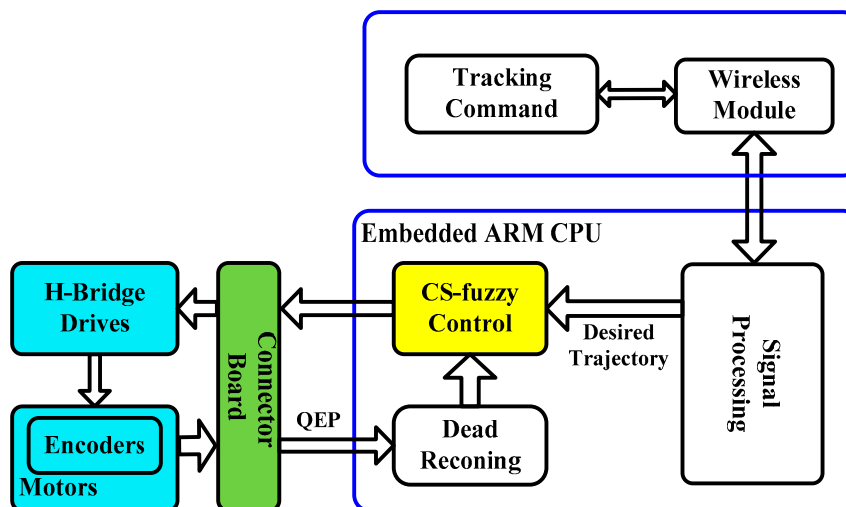 Tracking
Command
Wireless
Module
Embedded ARM CPU
H-Bridge
Drives
Connector
Board
CS-fuzzy
Control
Desired
Trajectory
Signal
Processing
Encoders
Motors
QEP
Dead
Reconing